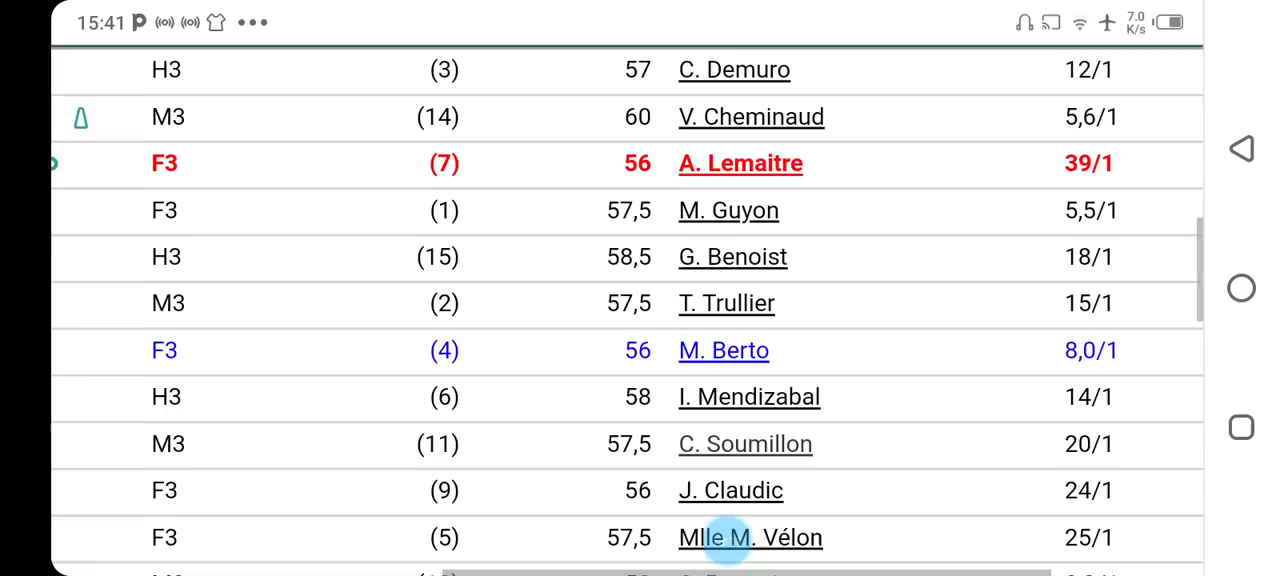 15:41 ••• 7.0 K/s
H3 (3) 57 C. Demuro 12/1
M3 (14) 60 V. Cheminaud 5,6/1
F3 (7) 56 A. Lemaitre 39/1
F3 (1) 57,5 M. Guyon 5,5/1
H3 (15) 58,5 G. Benoist 18/1
M3 (2) 57,5 T. Trullier 15/1
F3 (4) 56 M. Berto 8,0/1
H3 (6) 58 I. Mendizabal 14/1
M3 (11) 57,5 C. Soumillon 20/1
F3 (9) 56 J. Claudic 24/1
F3 (5) 57,5 Mlle M. Vélon 25/1